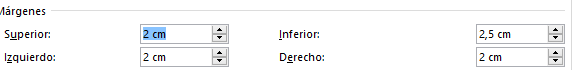 Márgenes
Superior: 2 cm Inferior: 2,5 cm
Izquierdo: 2 cm Derecho: 2 cm